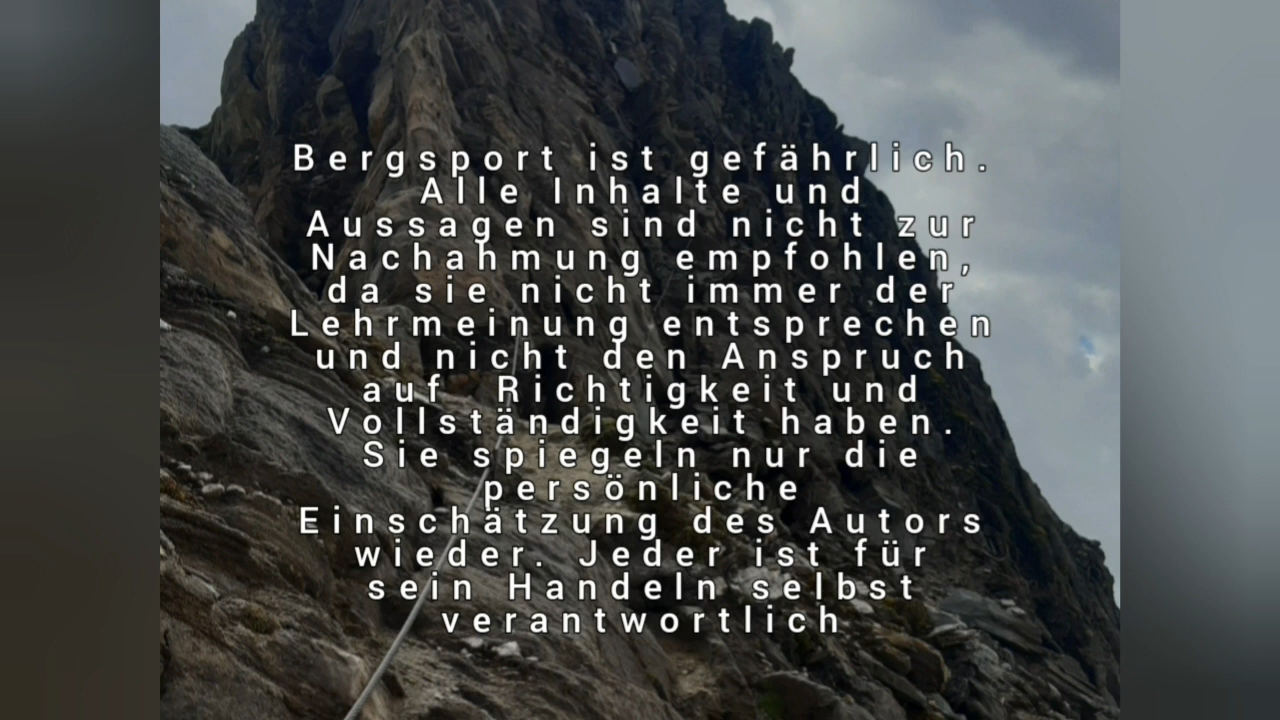 Bergsport ist gefährlich.
Alle Inhalte und
Aussagen sind nicht zur
Nachahmung empfohlen,
da sie nicht immer der
Lehrmeinung entsprechen
und nicht den Anspruch
auf Richtigkeit und
Vollständigkeit haben.
Sie spiegeln nur die
persönliche
Einschätzung des Autors
wieder. Jeder ist für
sein Handeln selbst
verantwortlich